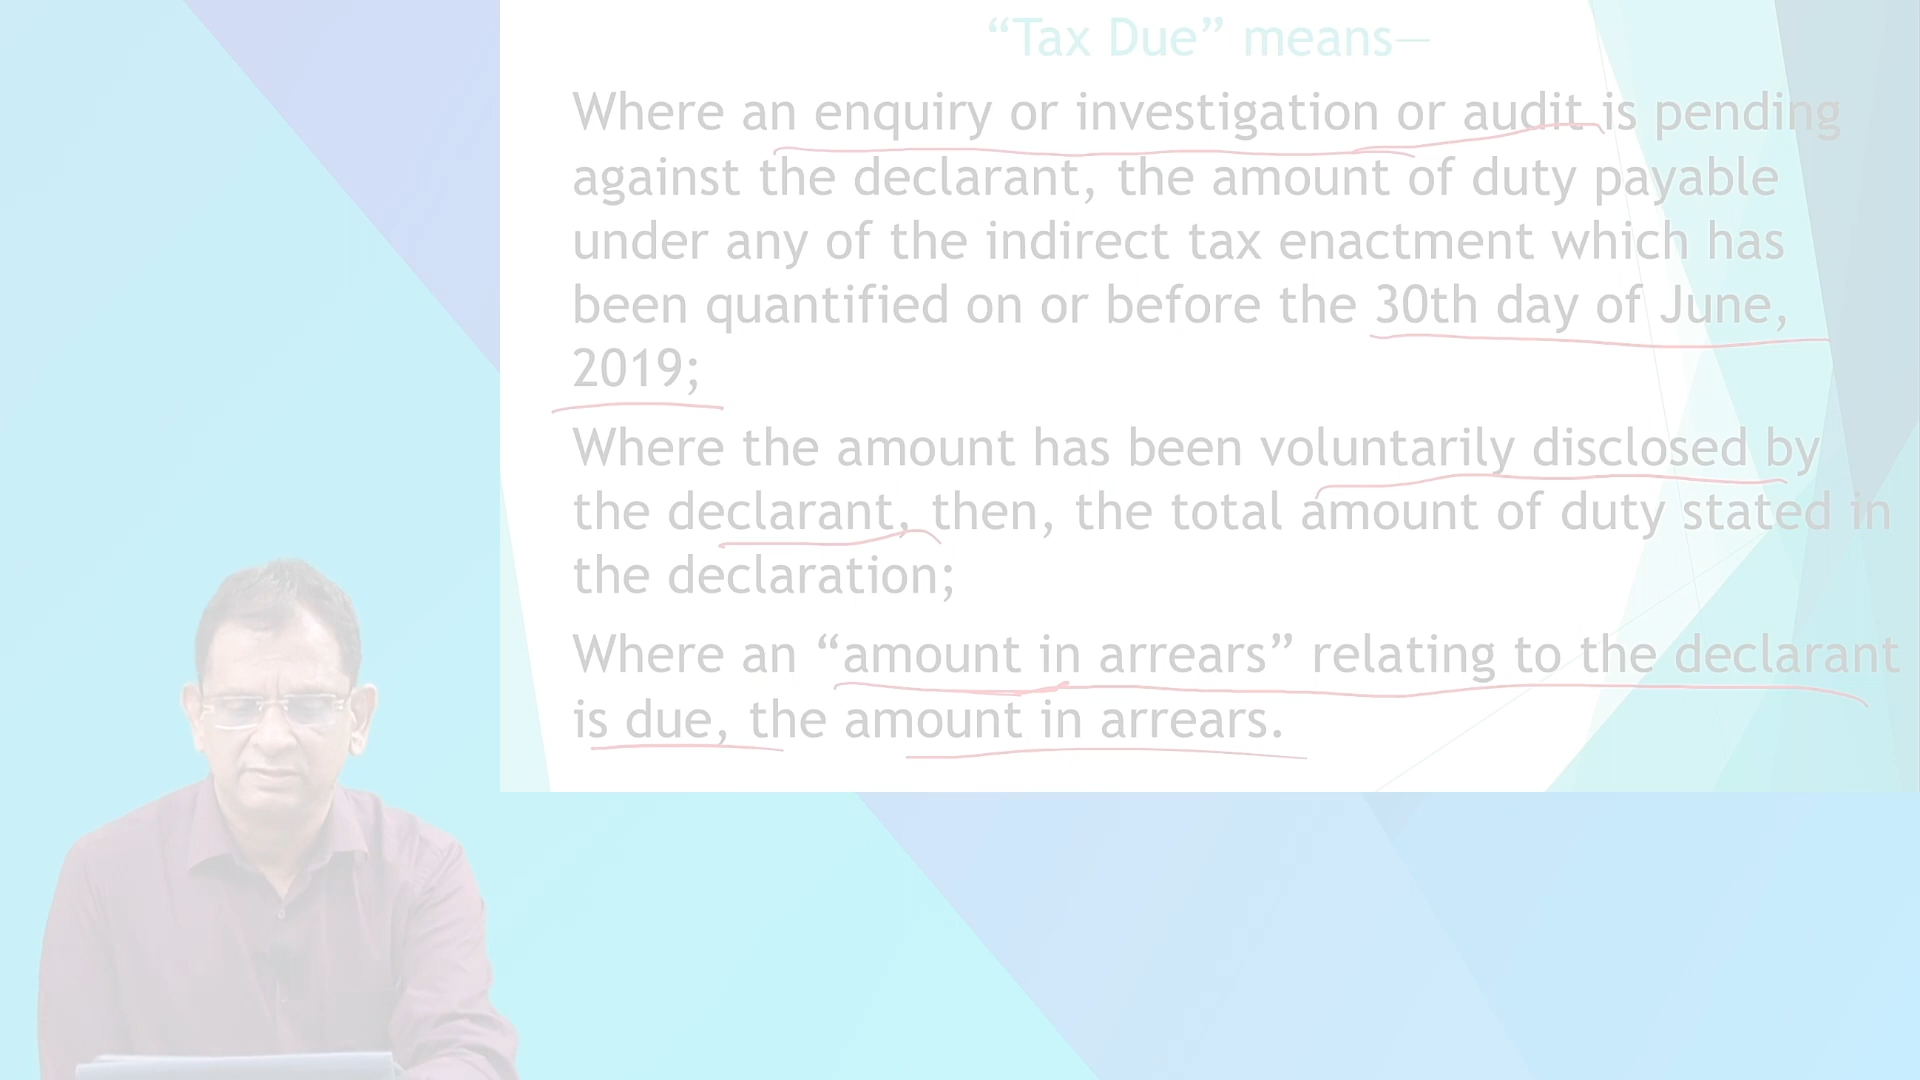 “Tax Due” means—
Where an enquiry or investigation or audit is pending
against the declarant, the amount of duty payable
under any of the indirect tax enactment which has
been quantified on or before the 30th day of June,
2019;
Where the amount has been voluntarily disclosed by
the declarant, then, the total amount of duty stated in
the declaration;
Where an “amount in arrears” relating to the declarant
is due, the amount in arrears.